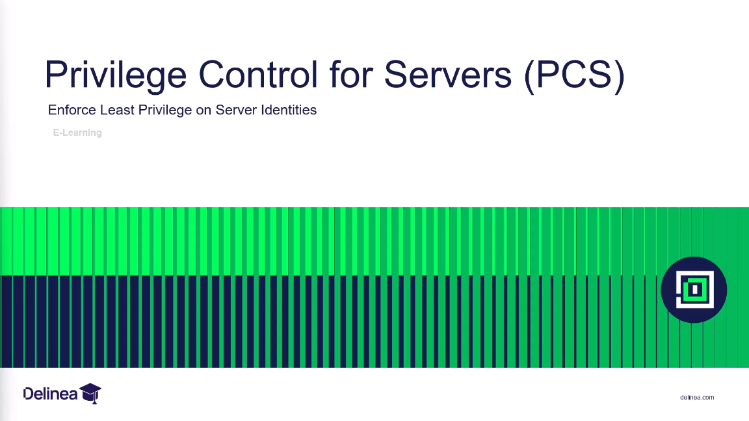 Privilege Control for Servers (PCS)
Enforce Least Privilege on Server Identities
E-Learning
Delinea
delinea.com